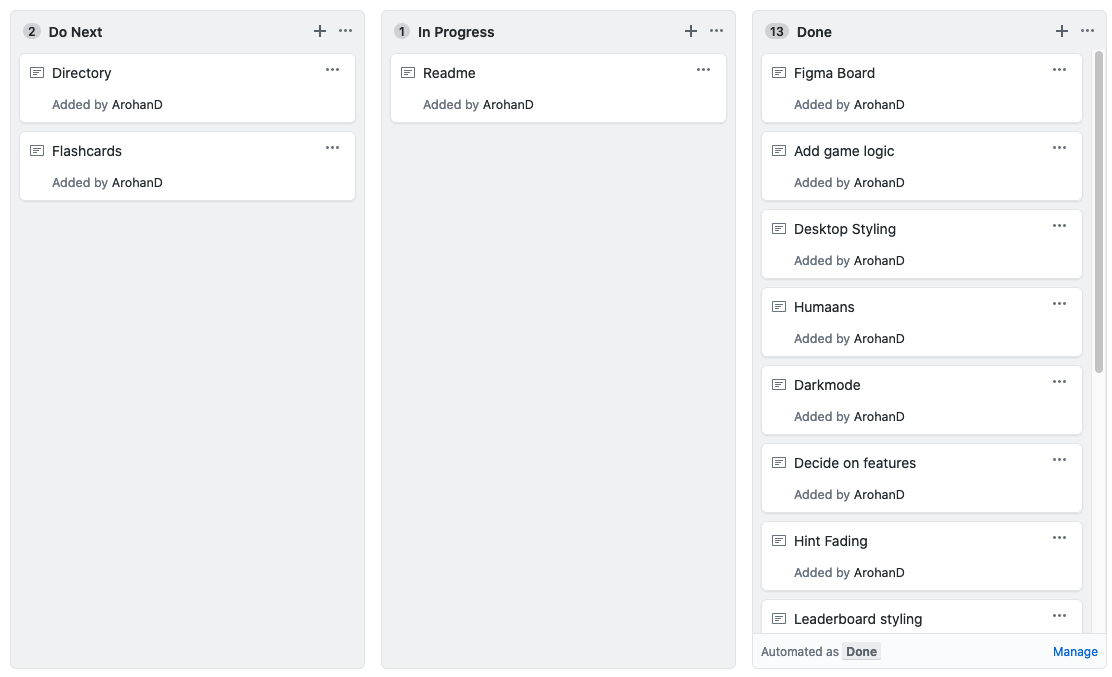 2 Do Next
Directory
Added by ArohanD
Flashcards
Added by ArohanD
1 In Progress
Readme
Added by ArohanD
13 Done
Figma Board
Added by ArohanD
Add game logic
Added by ArohanD
Desktop Styling
Added by ArohanD
Humaans
Added by ArohanD
Darkmode
Added by ArohanD
Decide on features
Added by ArohanD
Hint Fading
Added by ArohanD
Leaderboard styling
Automated as Done Manage